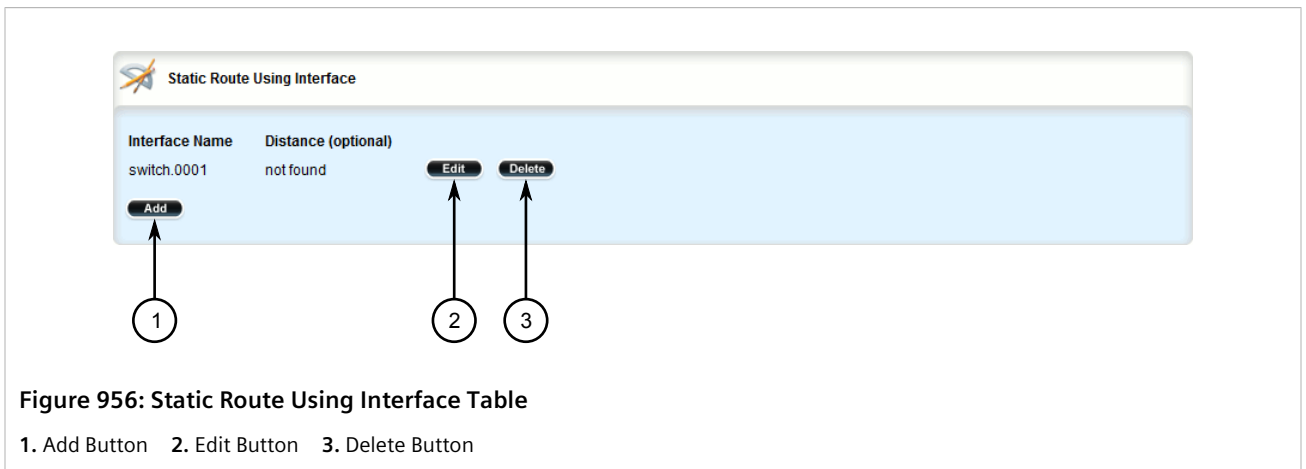 Static Route Using Interface
Interface Name Distance (optional)
switch.0001 not found Edit Delete
Add
1 2 3
Figure 956: Static Route Using Interface Table
1. Add Button 2. Edit Button 3. Delete Button